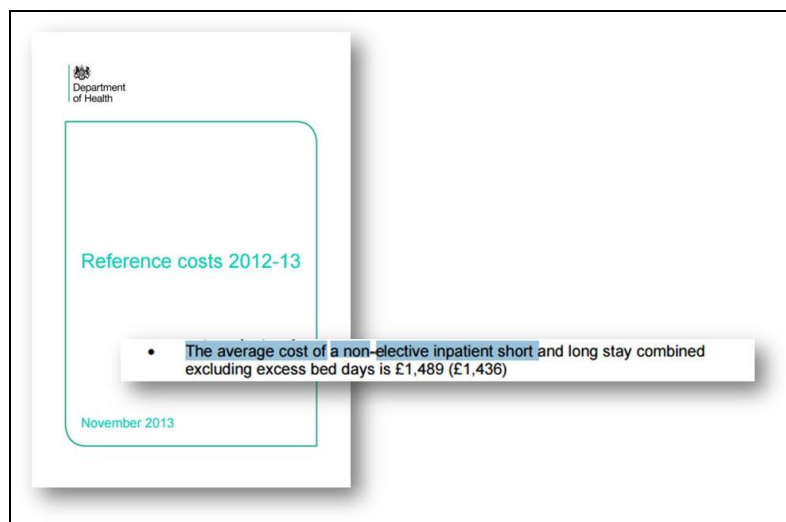 Department
of Health
Reference costs 2012-13
• The average cost of a non-elective inpatient short and long stay combined
excluding excess bed days is £1,489 (£1,436)
November 2013